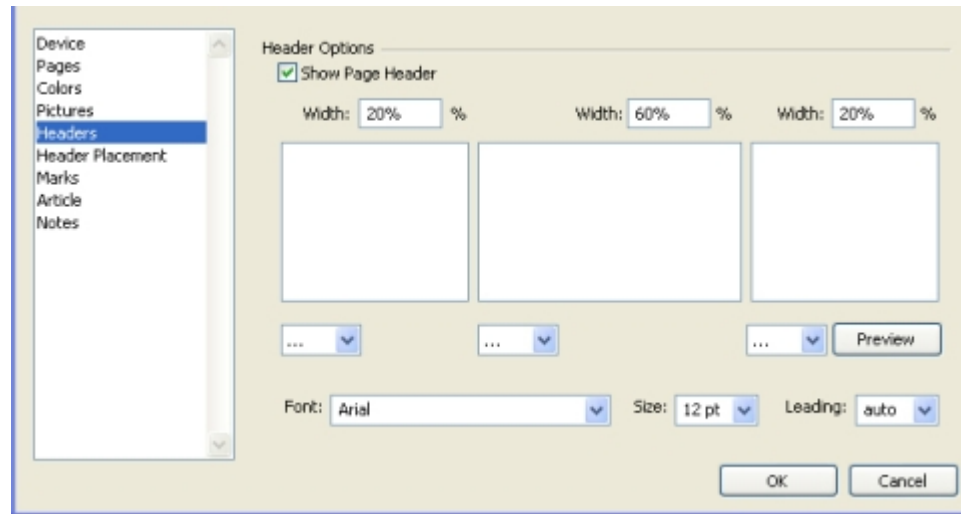 Device
Pages
Colors
Pictures
Headers
Header Placement
Marks
Article
Notes
Header Options
Show Page Header
Width: 20% % Width: 60% % Width: 20% %
... ... ... Preview
Font: Arial Size: 12 pt Leading: auto
OK Cancel